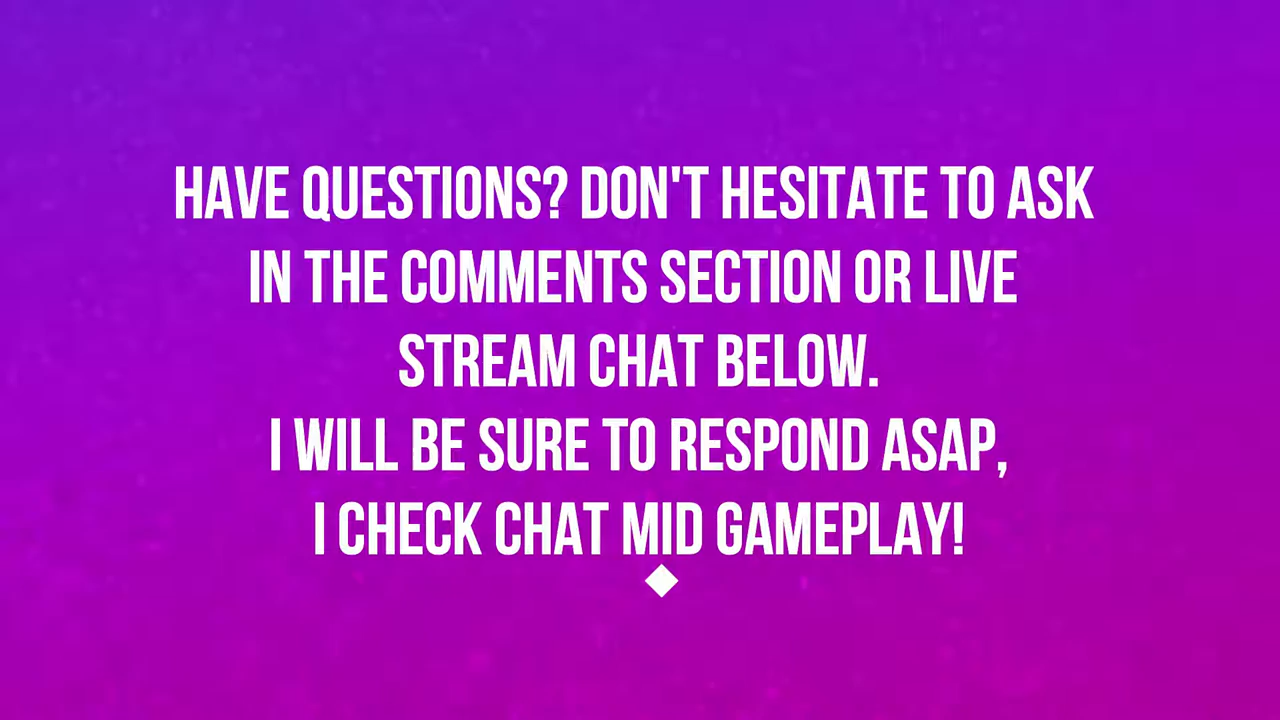 HAVE QUESTIONS? DON'T HESITATE TO ASK
IN THE COMMENTS SECTION OR LIVE
STREAM CHAT BELOW.
I WILL BE SURE TO RESPOND ASAP,
I CHECK CHAT MID GAMEPLAY!